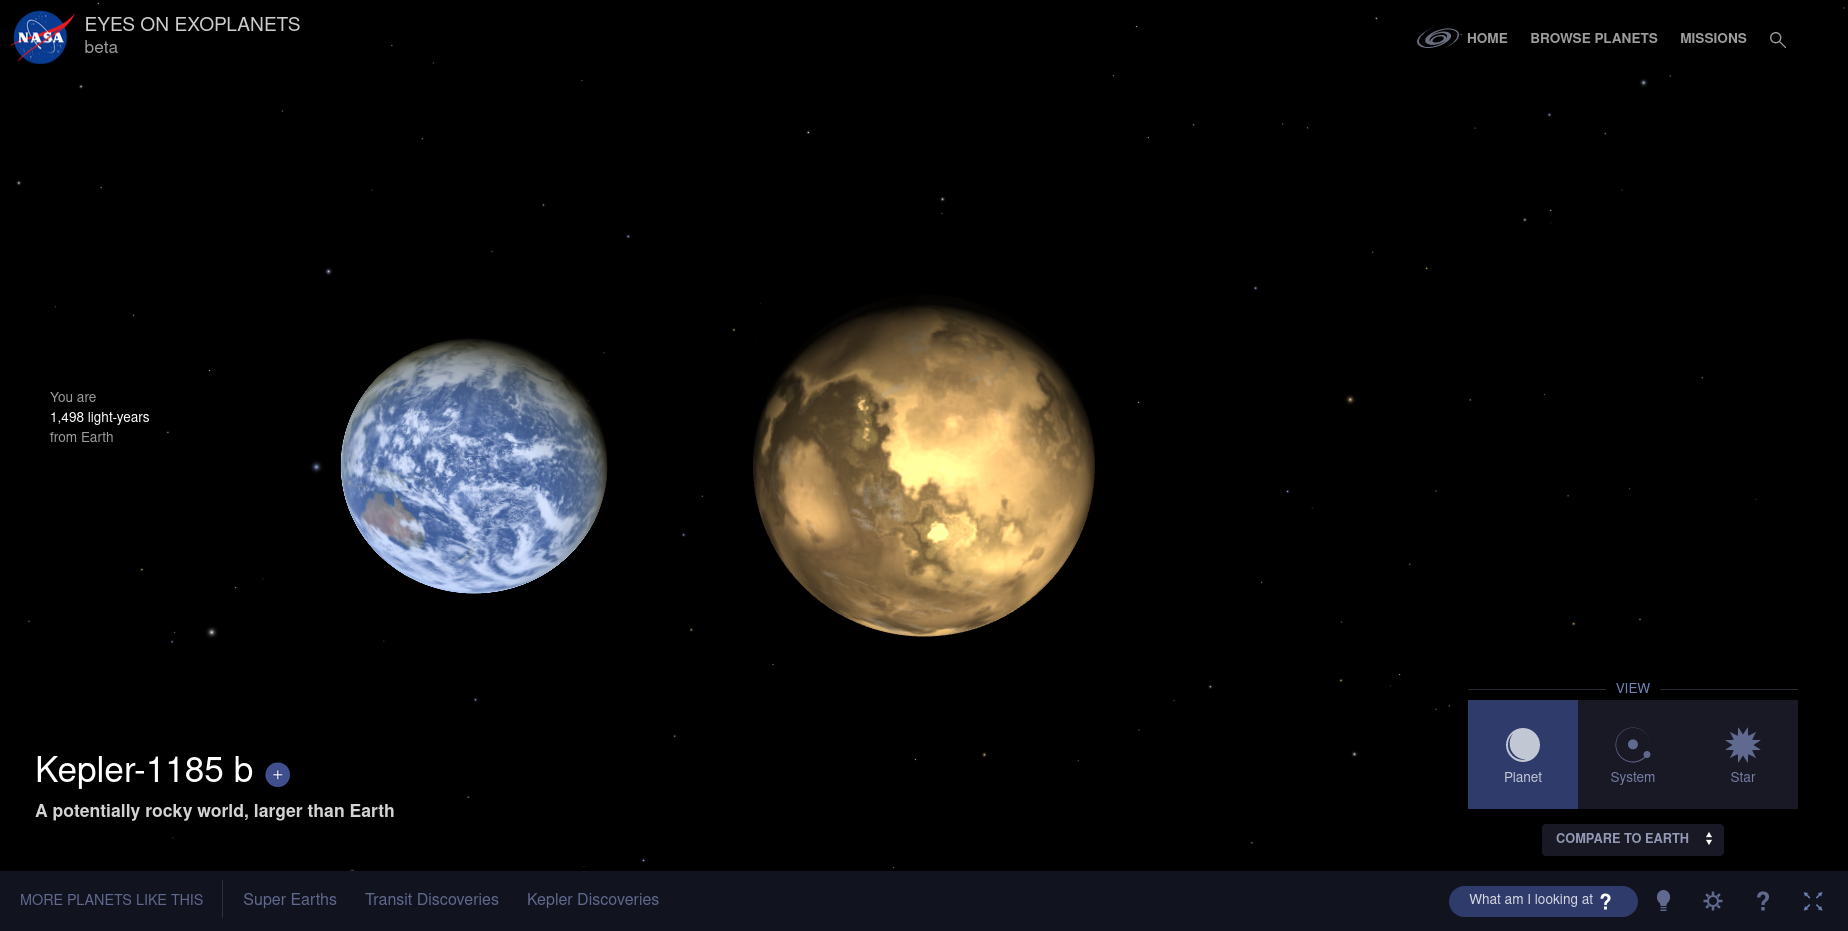 NASA
EYES ON EXOPLANETS
beta
HOME
BROWSE PLANETS
MISSIONS
You are
1,498 light-years
from Earth
Kepler-1185 b +
A potentially rocky world, larger than Earth
VIEW
Planet
System
Star
COMPARE TO EARTH
MORE PLANETS LIKE THIS
Super Earths
Transit Discoveries
Kepler Discoveries
What am I looking at ?
?